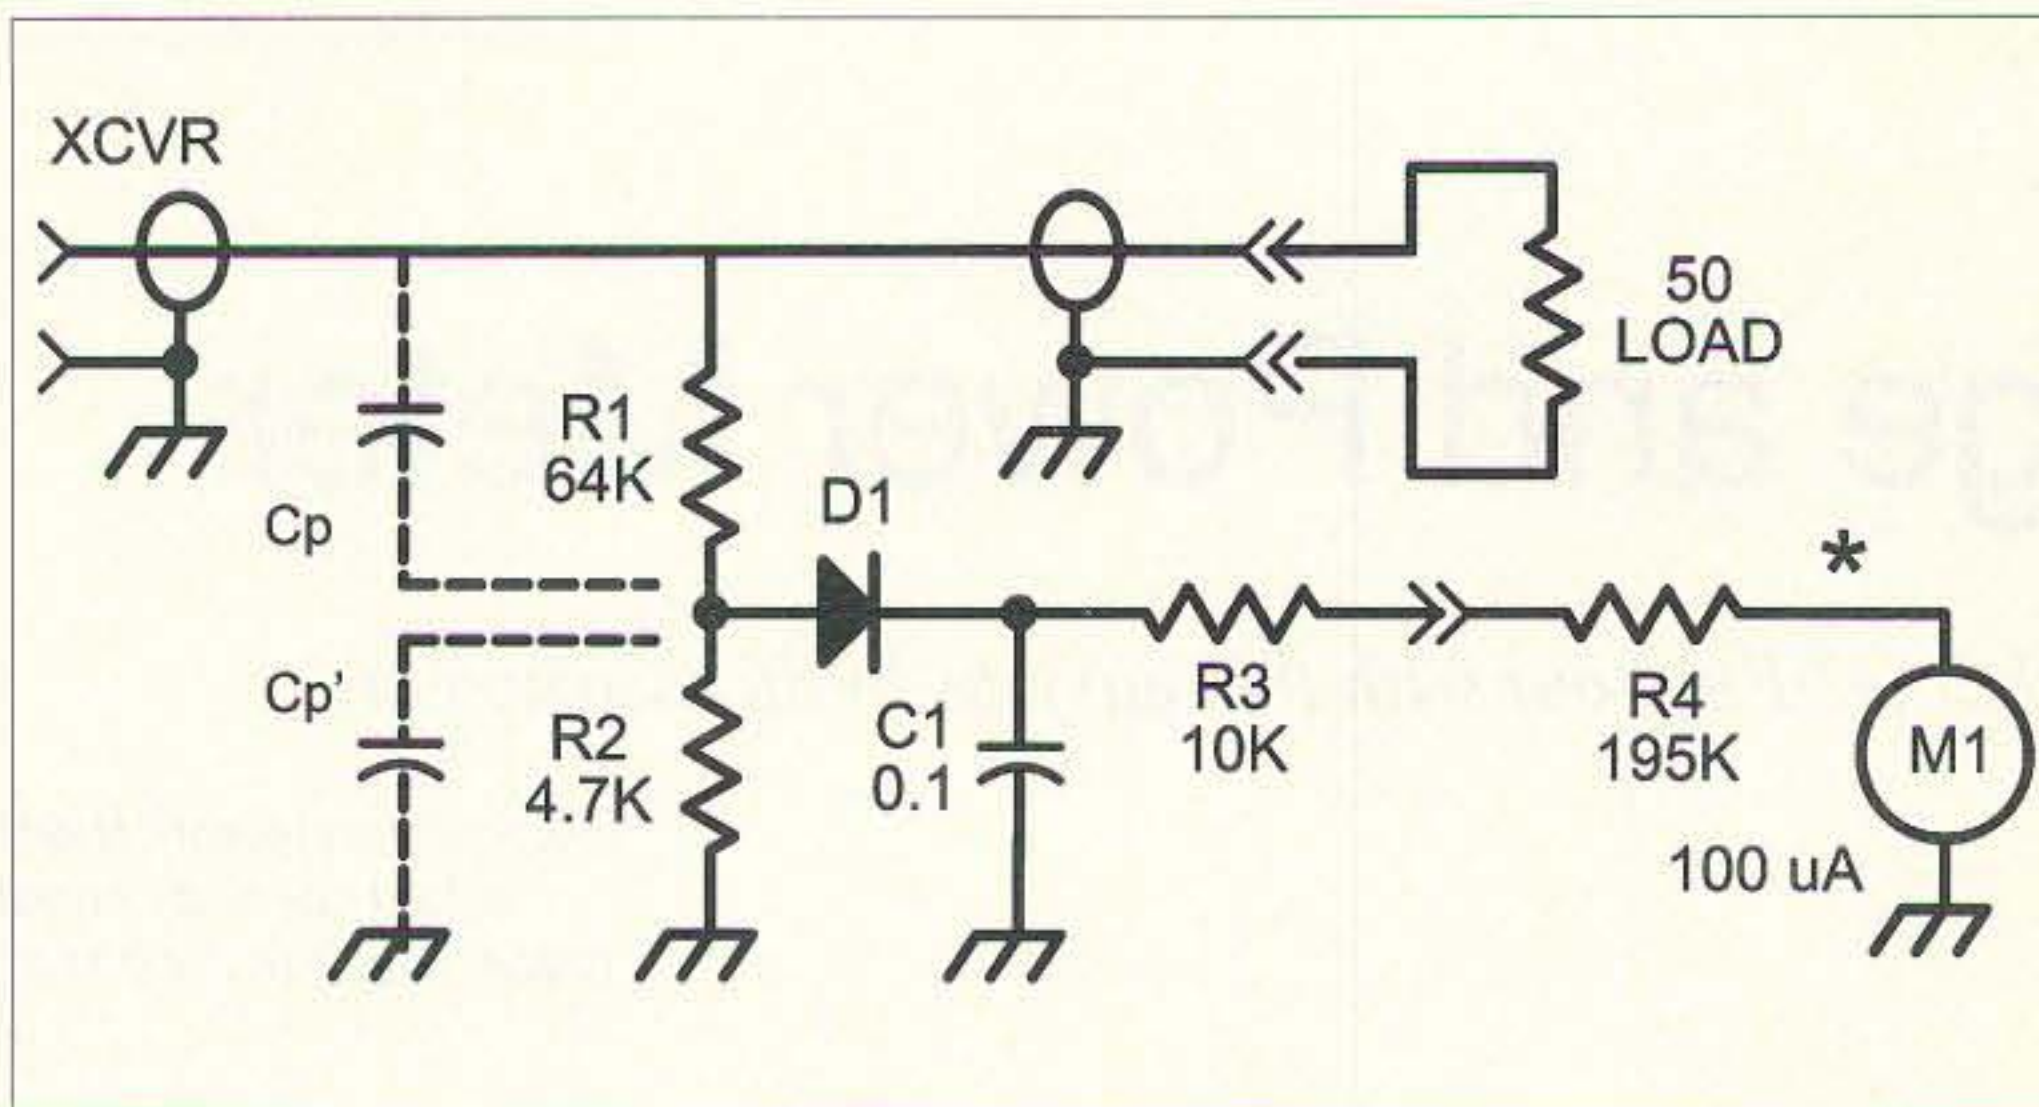 XCVR
50
LOAD
R1
64K
D1
*
Cp
Cp'
R2
4.7K
C1
0.1
R3
10K
R4
195K
M1
100 uA